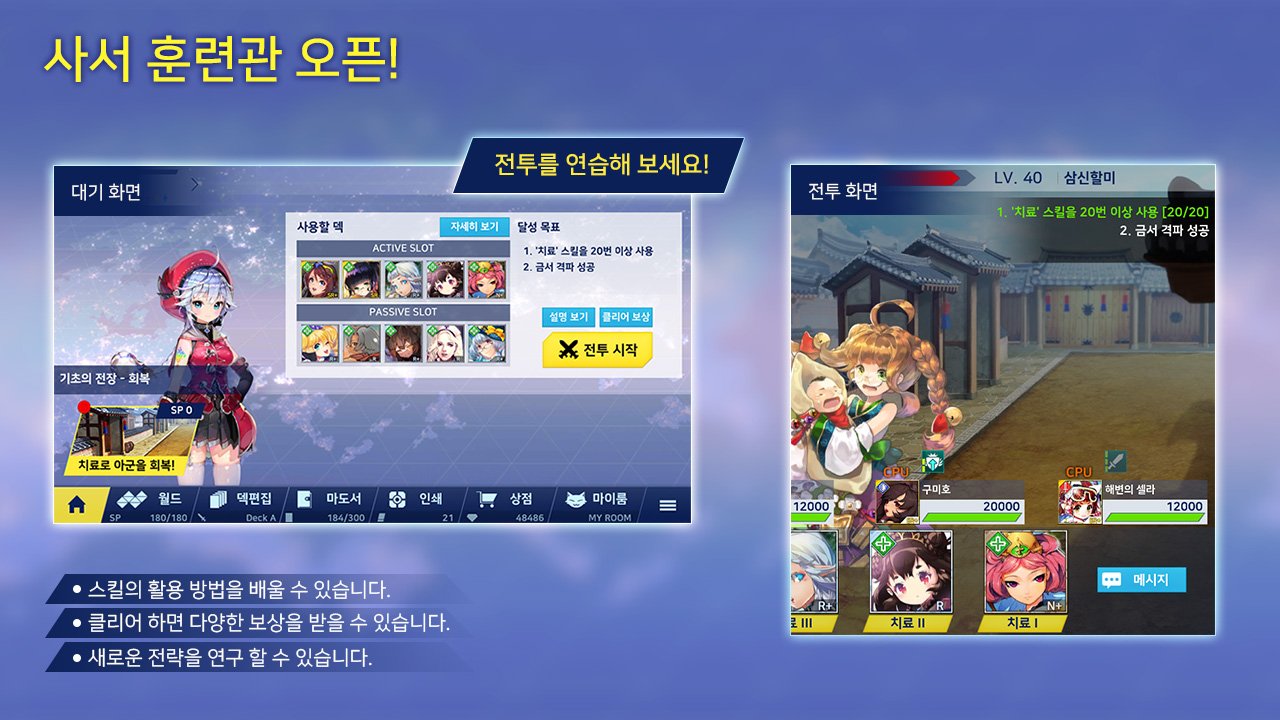 사서 훈련관 오픈!
전투를 연습해 보세요!
대기 화면
사용할 덱
자세히 보기
달성 목표
ACTIVE SLOT
1. '치료' 스킬을 20번 이상 사용
2. 금서 격파 성공
PASSIVE SLOT
설명 보기
클리어 보상
전투 시작
기초의 전장 - 회복
SP 0
치료로 아군을 회복!
월드
덱편집
마도서
인쇄
상점
마이룸
SP 180/180
Deck A
184/300
21
48486
MY ROOM
전투 화면
LV. 40
삼신할미
1. '치료' 스킬을 20번 이상 사용 [20/20]
2. 금서 격파 성공
CPU
CPU
구미호
해변의 셀라
12000
20000
12000
R+
R
N+
료 III
치료 II
치료 I
메시지
• 스킬의 활용 방법을 배울 수 있습니다.
• 클리어 하면 다양한 보상을 받을 수 있습니다.
• 새로운 전략을 연구 할 수 있습니다.